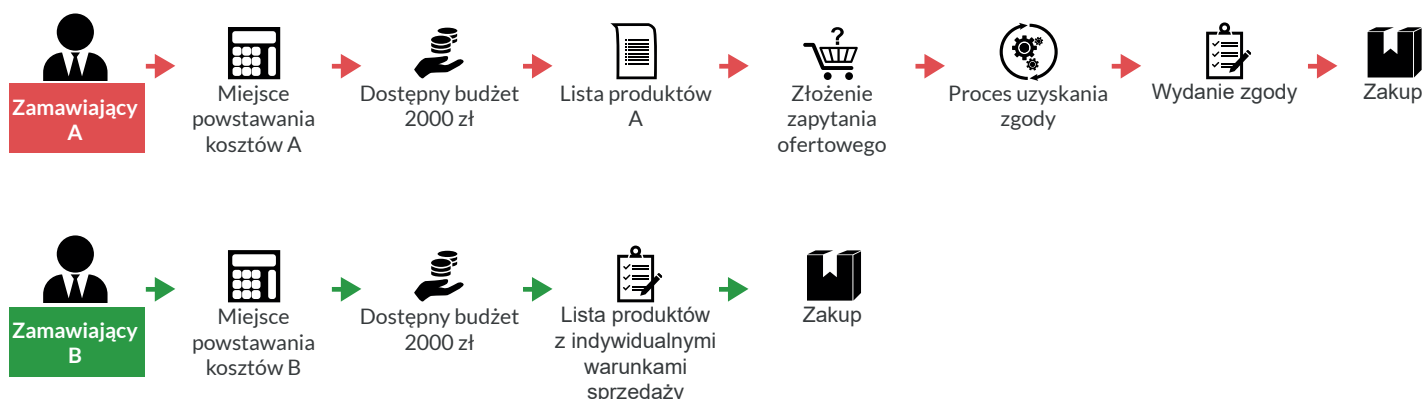 Zamawiający
A
Miejsce
powstawania
kosztów A
Dostępny budżet
2000 zł
Lista produktów
A
?
Złożenie
zapytania
ofertowego
Proces uzyskania
zgody
Wydanie zgody
Zakup
Zamawiający
B
Miejsce
powstawania
kosztów B
Dostępny budżet
2000 zł
Lista produktów
z indywidualnymi
warunkami
sprzedaży
Zakup